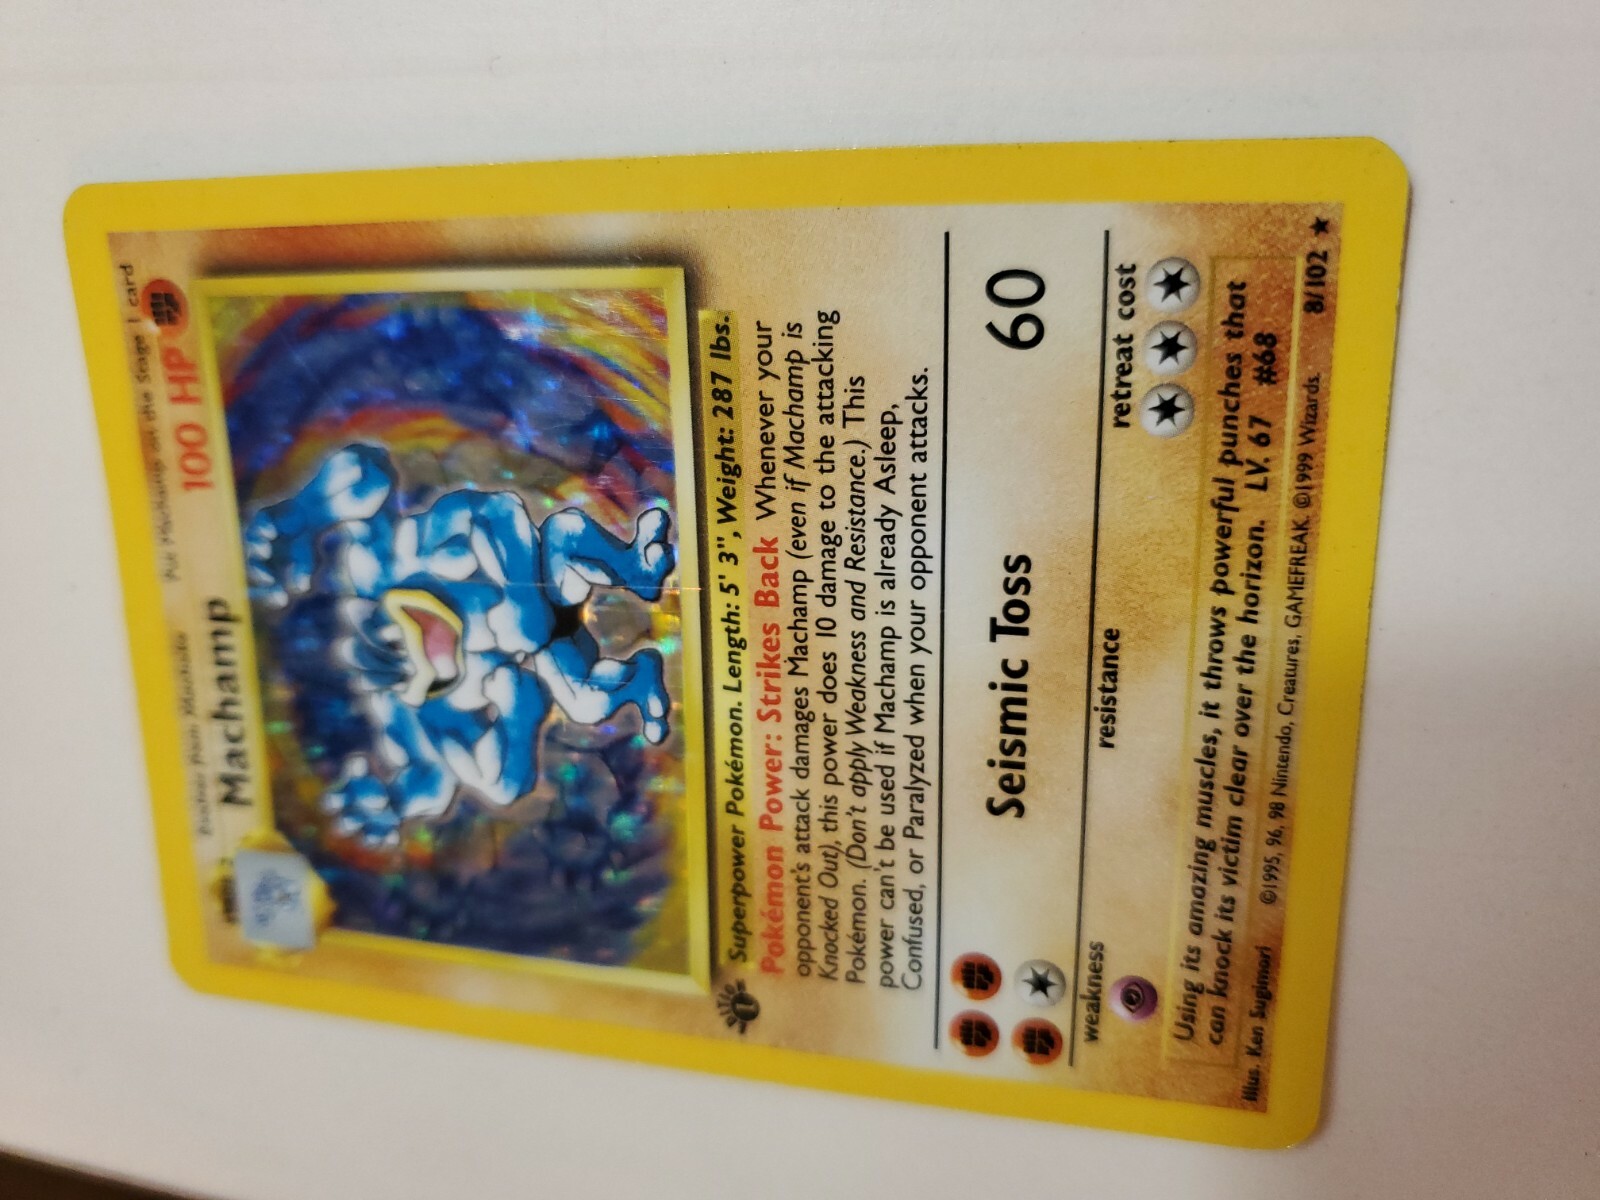 Put Machamp on the Stage 1 card
Machamp
100 HP
EDITION
1
Superpower Pokémon. Length: 5' 3", Weight: 287 lbs.
Pokémon Power: Strikes Back Whenever your
opponent's attack damages Machamp (even if Machamp is
Knocked Out), this power does 10 damage to the attacking
Pokémon. (Don't apply Weakness and Resistance.) This
power can't be used if Machamp is already Asleep,
Confused, or Paralyzed when your opponent attacks.
Seismic Toss 60
weakness resistance retreat cost
Using its amazing muscles, it throws powerful punches that
can knock its victim clear over the horizon. LV. 67 #68
Illus. Ken Sugimori ©1995, 96, 98 Nintendo, Creatures, GAMEFREAK. ©1999 Wizards. 8/102 ★